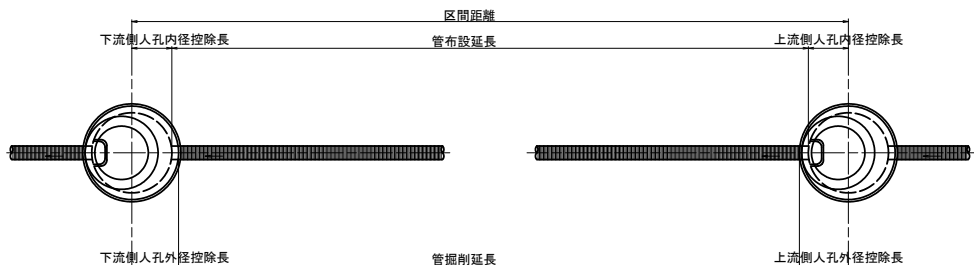 区間距離
下流側人孔内径控除長 管布設延長 上流側人孔内径控除長
下流側人孔外径控除長 管掘削延長 上流側人孔外径控除長